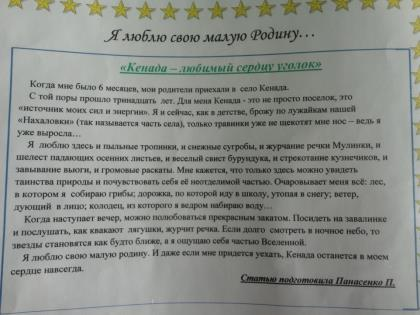 Я люблю свою малую Родину…
«Кенада – любимый сердцу уголок»
Когда мне было 6 месяцев, мои родители приехали в село Кенада.
С той поры прошло тринадцать лет. Для меня Кенада - это не просто поселок, это
«источник моих сил и энергии». Я и сейчас, как в детстве, брожу по лужайкам нашей
«Нахаловки» (так называется часть села), только травинки уже не щекотят мне нос – ведь я
уже выросла…
Я люблю здесь и пыльные тропинки, и снежные сугробы, и журчание речки Мулинки, и
шелест падающих осенних листьев, и веселый свист бурундука, и стрекотание кузнечиков, и
завывание вьюги, и громовые раскаты. Мне кажется, что только здесь можно увидеть
таинства природы и почувствовать себя её неотделимой частью. Очаровывает меня всё: лес,
в котором я собираю грибы; дорожка, по которой иду в школу, утопая в снегу; ветер,
дующий в лицо; колодец, из которого я ведром набираю воду…
Когда наступает вечер, можно полюбоваться прекрасным закатом. Посидеть на завалинке
и послушать, как квакают лягушки, журчит речка. Если долго смотреть в ночное небо, то
звезды становятся как будто ближе, а я ощущаю себя частью Вселенной.
Я люблю свою малую родину. И даже если мне придется уехать, Кенада останется в моем
сердце навсегда.
Статью подготовила Панасенко П.